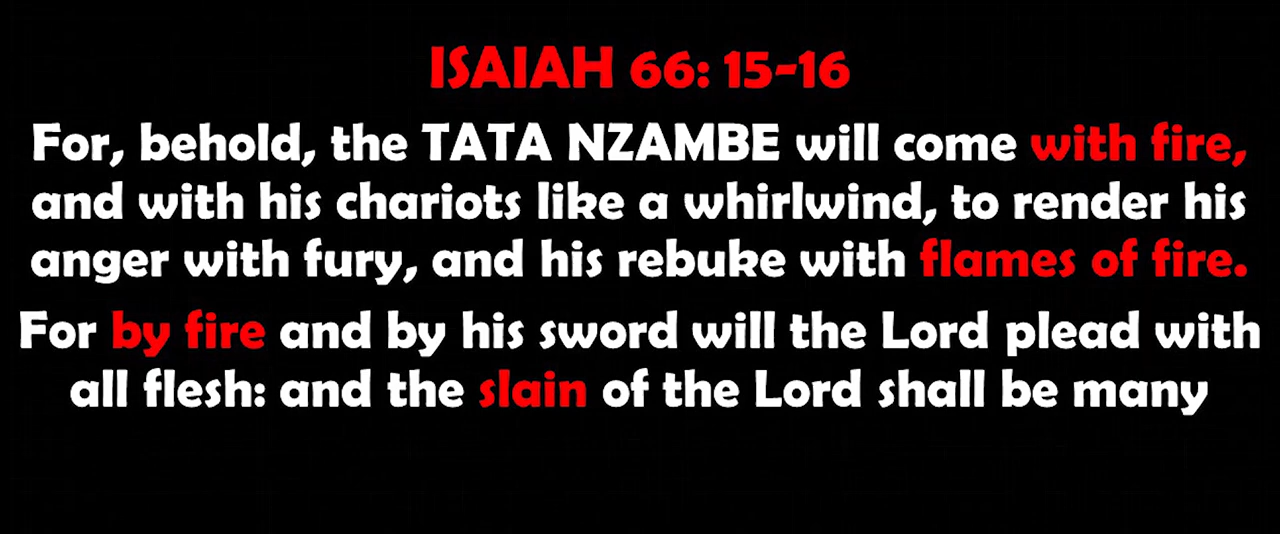 ISAIAH 66: 15-16
For, behold, the TATA NZAMBE will come with fire,
and with his chariots like a whirlwind, to render his
anger with fury, and his rebuke with flames of fire.
For by fire and by his sword will the Lord plead with
all flesh: and the slain of the Lord shall be many